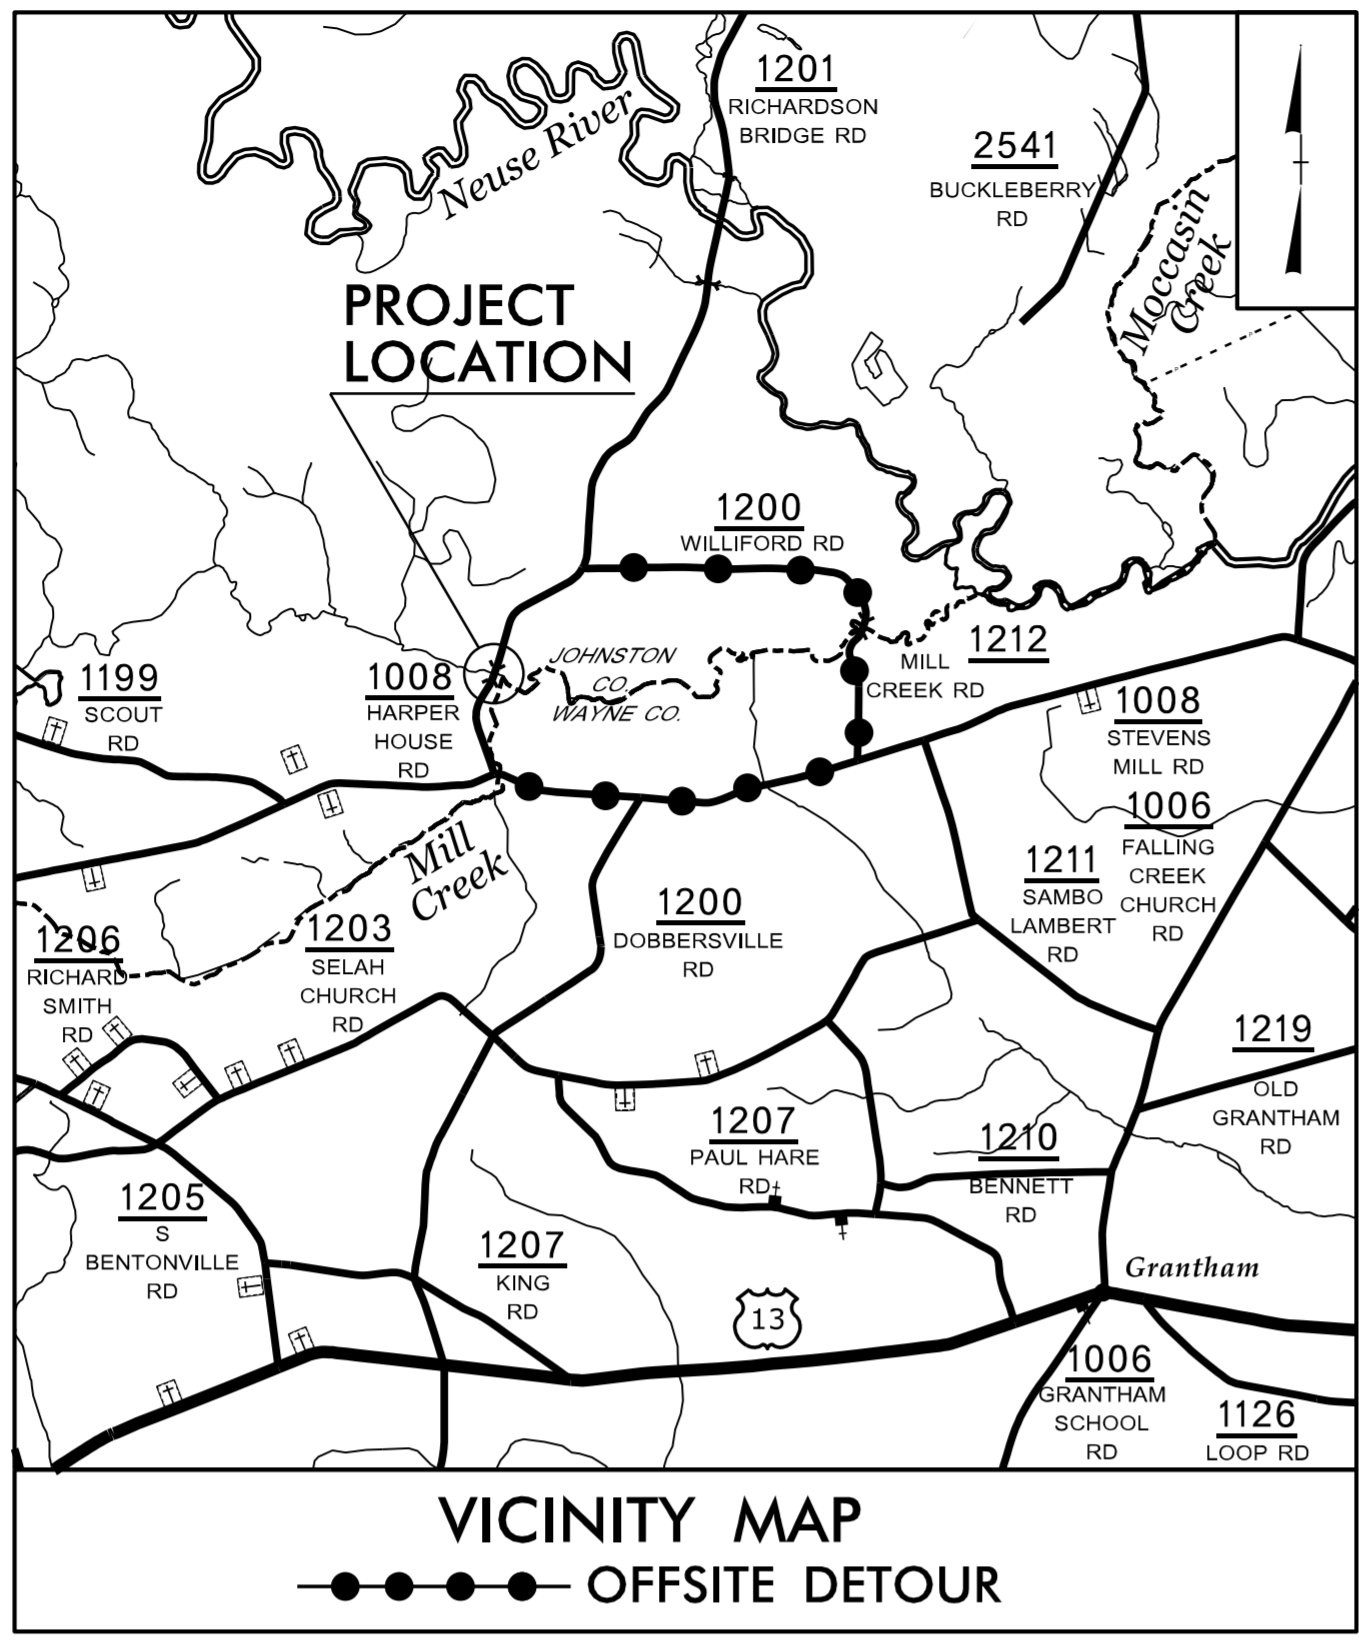 1201
RICHARDSON
BRIDGE RD
2541
BUCKLEBERRY
RD
Neuse River
Moccasin
Creek
PROJECT
LOCATION
1200
WILLIFORD RD
1199
SCOUT
RD
1008
HARPER
HOUSE
RD
JOHNSTON
CO.
WAYNE CO.
MILL
CREEK RD
1212
1008
STEVENS
MILL RD
1006
FALLING
CREEK
CHURCH
RD
1211
SAMBO
LAMBERT
RD
Mill
Creek
1200
DOBBERSVILLE
RD
1206
RICHARD
SMITH
RD
1203
SELAH
CHURCH
RD
1219
OLD
GRANTHAM
RD
1207
PAUL HARE
RD
1210
BENNETT
RD
1205
S
BENTONVILLE
RD
1207
KING
RD
13
Grantham
1006
GRANTHAM
SCHOOL
RD
1126
LOOP RD
VICINITY MAP
OFFSITE DETOUR